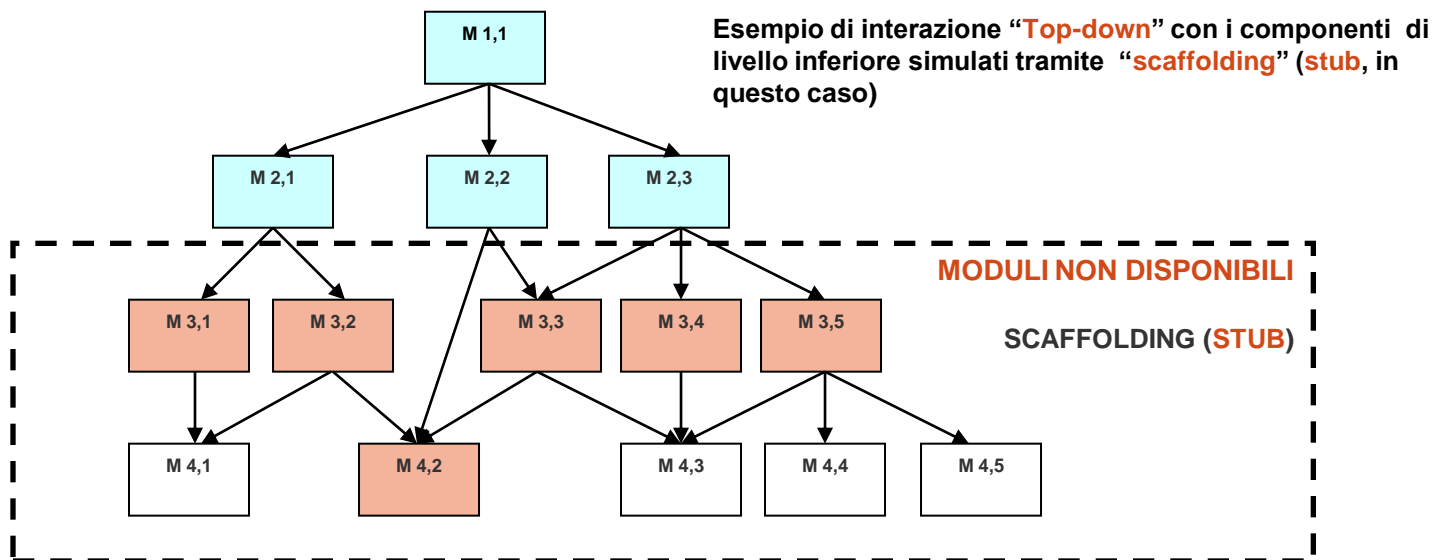 M 1,1
Esempio di interazione “Top-down” con i componenti di
livello inferiore simulati tramite “scaffolding” (stub, in
questo caso)
M 2,1
M 2,2
M 2,3
MODULI NON DISPONIBILI
M 3,1
M 3,2
M 3,3
M 3,4
M 3,5
SCAFFOLDING (STUB)
M 4,1
M 4,2
M 4,3
M 4,4
M 4,5